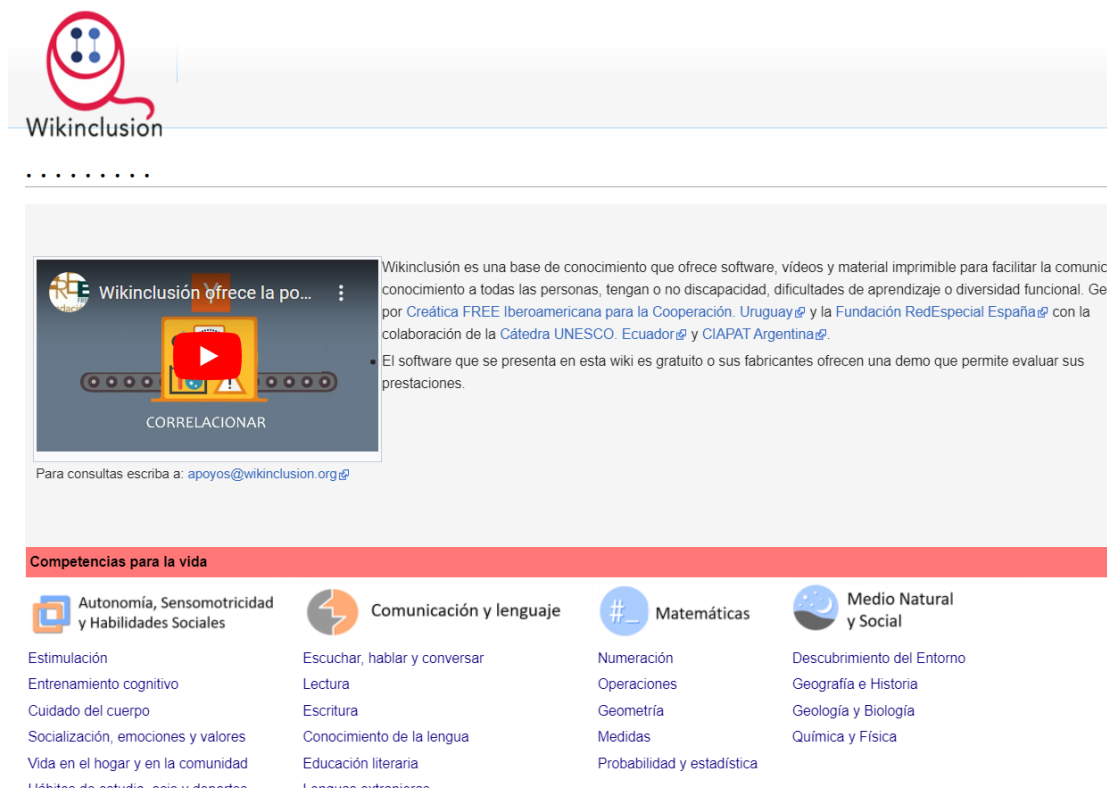 Wikinclusion
. . . . . . . . .
Wikinclusión ofrece la po...
CORRELACIONAR
Para consultas escriba a: apoyos@wikinclusion.org
Wikinclusión es una base de conocimiento que ofrece software, vídeos y material imprimible para facilitar la comunic
conocimiento a todas las personas, tengan o no discapacidad, dificultades de aprendizaje o diversidad funcional. Ge
por Creática FREE Iberoamericana para la Cooperación. Uruguay y la Fundación RedEspecial España con la
colaboración de la Cátedra UNESCO. Ecuador y CIAPAT Argentina.
• El software que se presenta en esta wiki es gratuito o sus fabricantes ofrecen una demo que permite evaluar sus
prestaciones.
Competencias para la vida
Autonomía, Sensomotricidad
y Habilidades Sociales
Estimulación
Entrenamiento cognitivo
Cuidado del cuerpo
Socialización, emociones y valores
Vida en el hogar y en la comunidad
Hábitos de estudio, ocio y deportes
Comunicación y lenguaje
Escuchar, hablar y conversar
Lectura
Escritura
Conocimiento de la lengua
Educación literaria
Lenguas extranjeras
#_
Matemáticas
Numeración
Operaciones
Geometría
Medidas
Probabilidad y estadística
Medio Natural
y Social
Descubrimiento del Entorno
Geografía e Historia
Geología y Biología
Química y Física